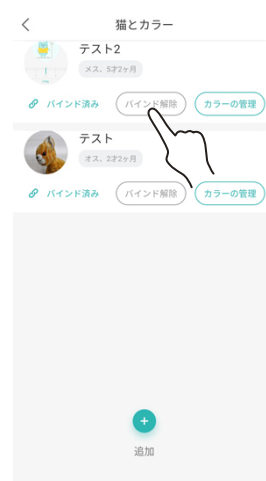 猫とカラー
テスト2
メス、5才2ヶ月
バインド済み バインド解除 カラーの管理
テスト
オス、2才2ヶ月
バインド済み バインド解除 カラーの管理
追加